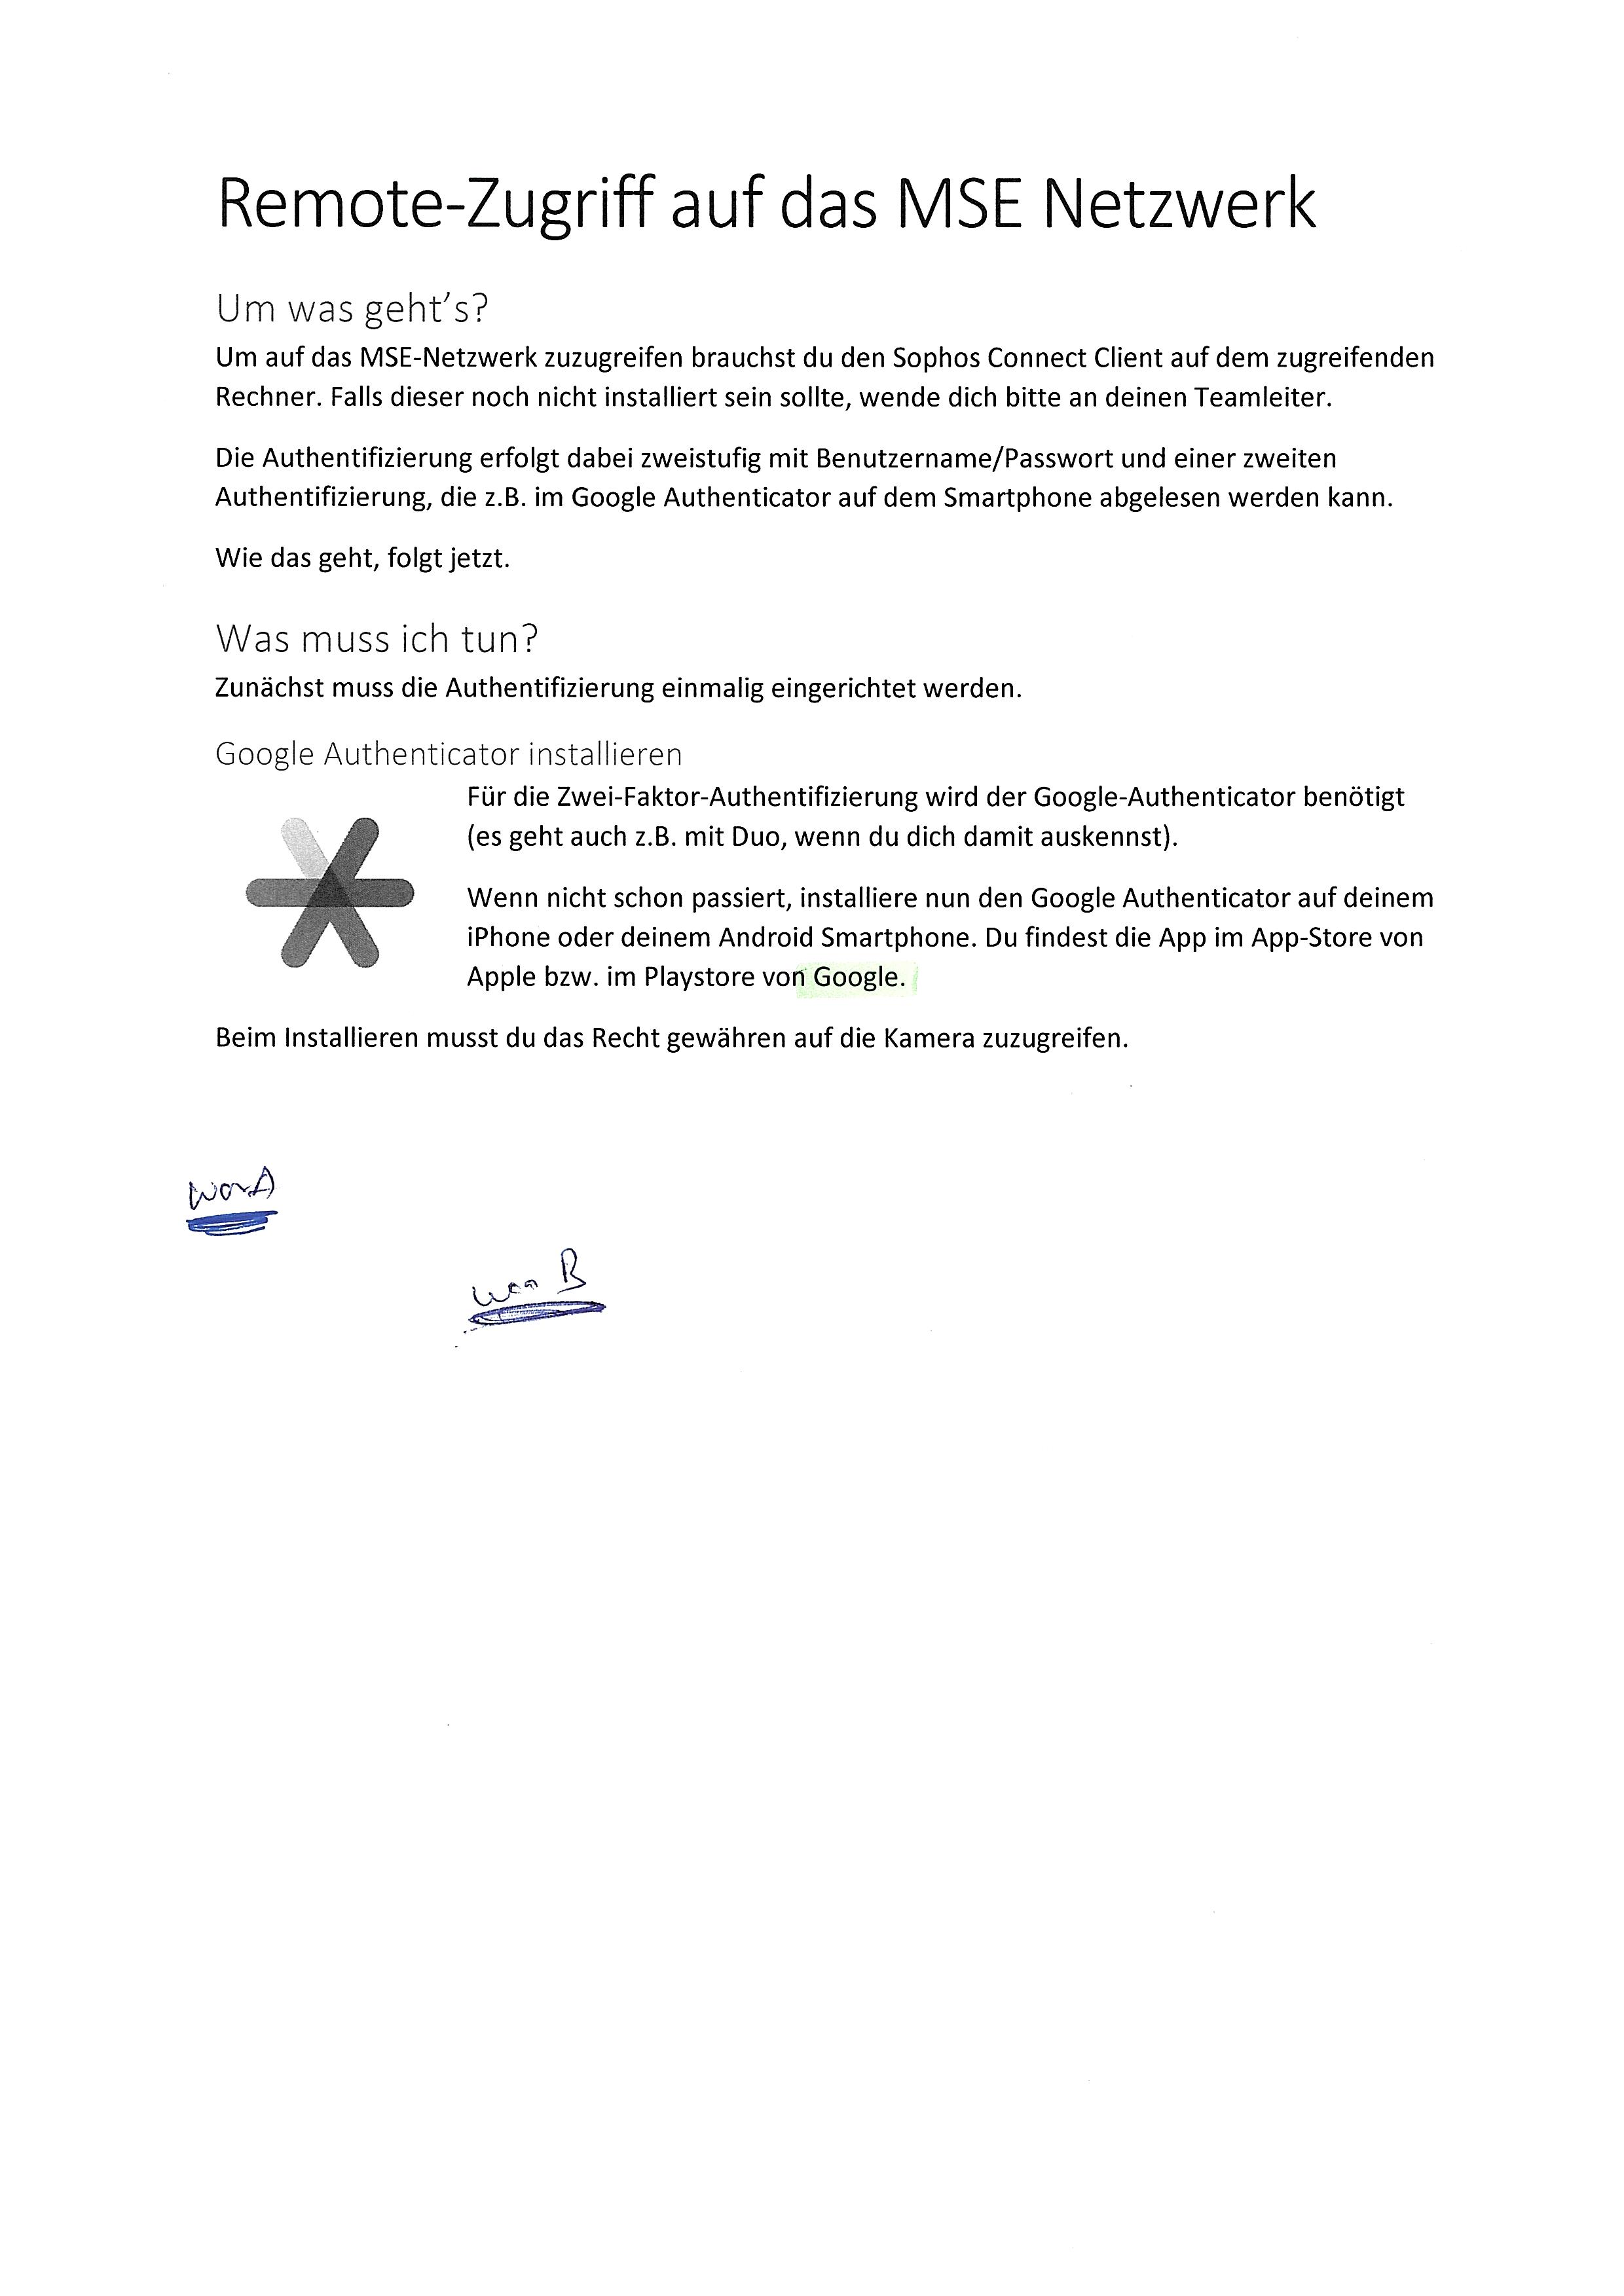 Remote-Zugriff auf das MSE Netzwerk
Um was geht's?
Um auf das MSE-Netzwerk zuzugreifen brauchst du den Sophos Connect Client auf dem zugreifenden
Rechner. Falls dieser noch nicht installiert sein sollte, wende dich bitte an deinen Teamleiter.
Die Authentifizierung erfolgt dabei zweistufig mit Benutzername/Passwort und einer zweiten
Authentifizierung, die z.B. im Google Authenticator auf dem Smartphone abgelesen werden kann.
Wie das geht, folgt jetzt.
Was muss ich tun?
Zunächst muss die Authentifizierung einmalig eingerichtet werden.
Google Authenticator installieren
Für die Zwei-Faktor-Authentifizierung wird der Google-Authenticator benötigt
(es geht auch z.B. mit Duo, wenn du dich damit auskennst).
Wenn nicht schon passiert, installiere nun den Google Authenticator auf deinem
iPhone oder deinem Android Smartphone. Du findest die App im App-Store von
Apple bzw. im Playstore von Google.
Beim Installieren musst du das Recht gewähren auf die Kamera zuzugreifen.
B